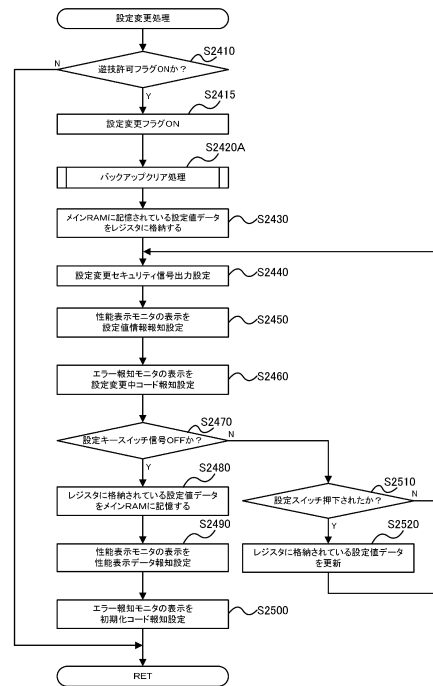 設定変更処理
S2410
遊技許可フラグONか？
N
Y
S2415
設定変更フラグON
S2420A
バックアップクリア処理
メインRAMに記憶されている設定値データ
をレジスタに格納する
S2430
設定変更セキュリティ信号出力設定
S2440
性能表示モニタの表示を
設定値情報報知設定
S2450
エラー報知モニタの表示を
設定変更中コード報知設定
S2460
S2470
設定キースイッチ信号OFFか？
N
Y
S2480
レジスタに格納されている設定値データ
をメインRAMに記憶する
S2510
設定スイッチ押下されたか？
N
Y
S2490
性能表示モニタの表示を
性能表示データ報知設定
S2520
レジスタに格納されている設定値データ
を更新
エラー報知モニタの表示を
初期化コード報知設定
S2500
RET